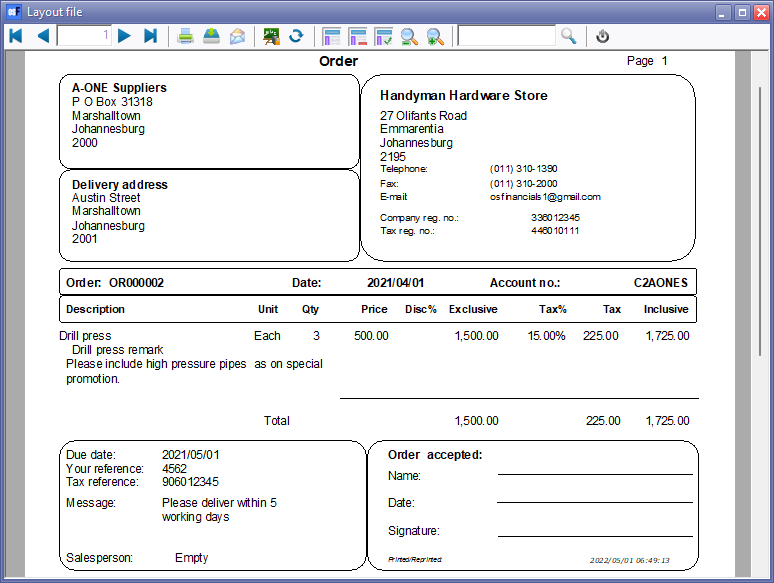 Layout file
1
Order
Page 1
A-ONE Suppliers
P O Box 31318
Marshalltown
Johannesburg
2000
Handyman Hardware Store
27 Olifants Road
Emmarentia
Johannesburg
2195
Telephone: (011) 310-1390
Fax: (011) 310-2000
E-mail: osfinancials1@gmail.com
Company reg. no.: 336012345
Tax reg. no.: 446010111
Delivery address
Austin Street
Marshalltown
Johannesburg
2001
Order: OR000002 Date: 2021/04/01 Account no.: C2AONES
Description Unit Qty Price Disc% Exclusive Tax% Tax Inclusive
Drill press Each 3 500.00 1,500.00 15.00% 225.00 1,725.00
Drill press remark
Please include high pressure pipes as on special
promotion.
Total 1,500.00 225.00 1,725.00
Due date: 2021/05/01
Your reference: 4562
Tax reference: 906012345
Message: Please deliver within 5
working days
Salesperson: Empty
Order accepted:
Name:
Date:
Signature:
Printed/Reprinted: 2022/05/01 06:49:13